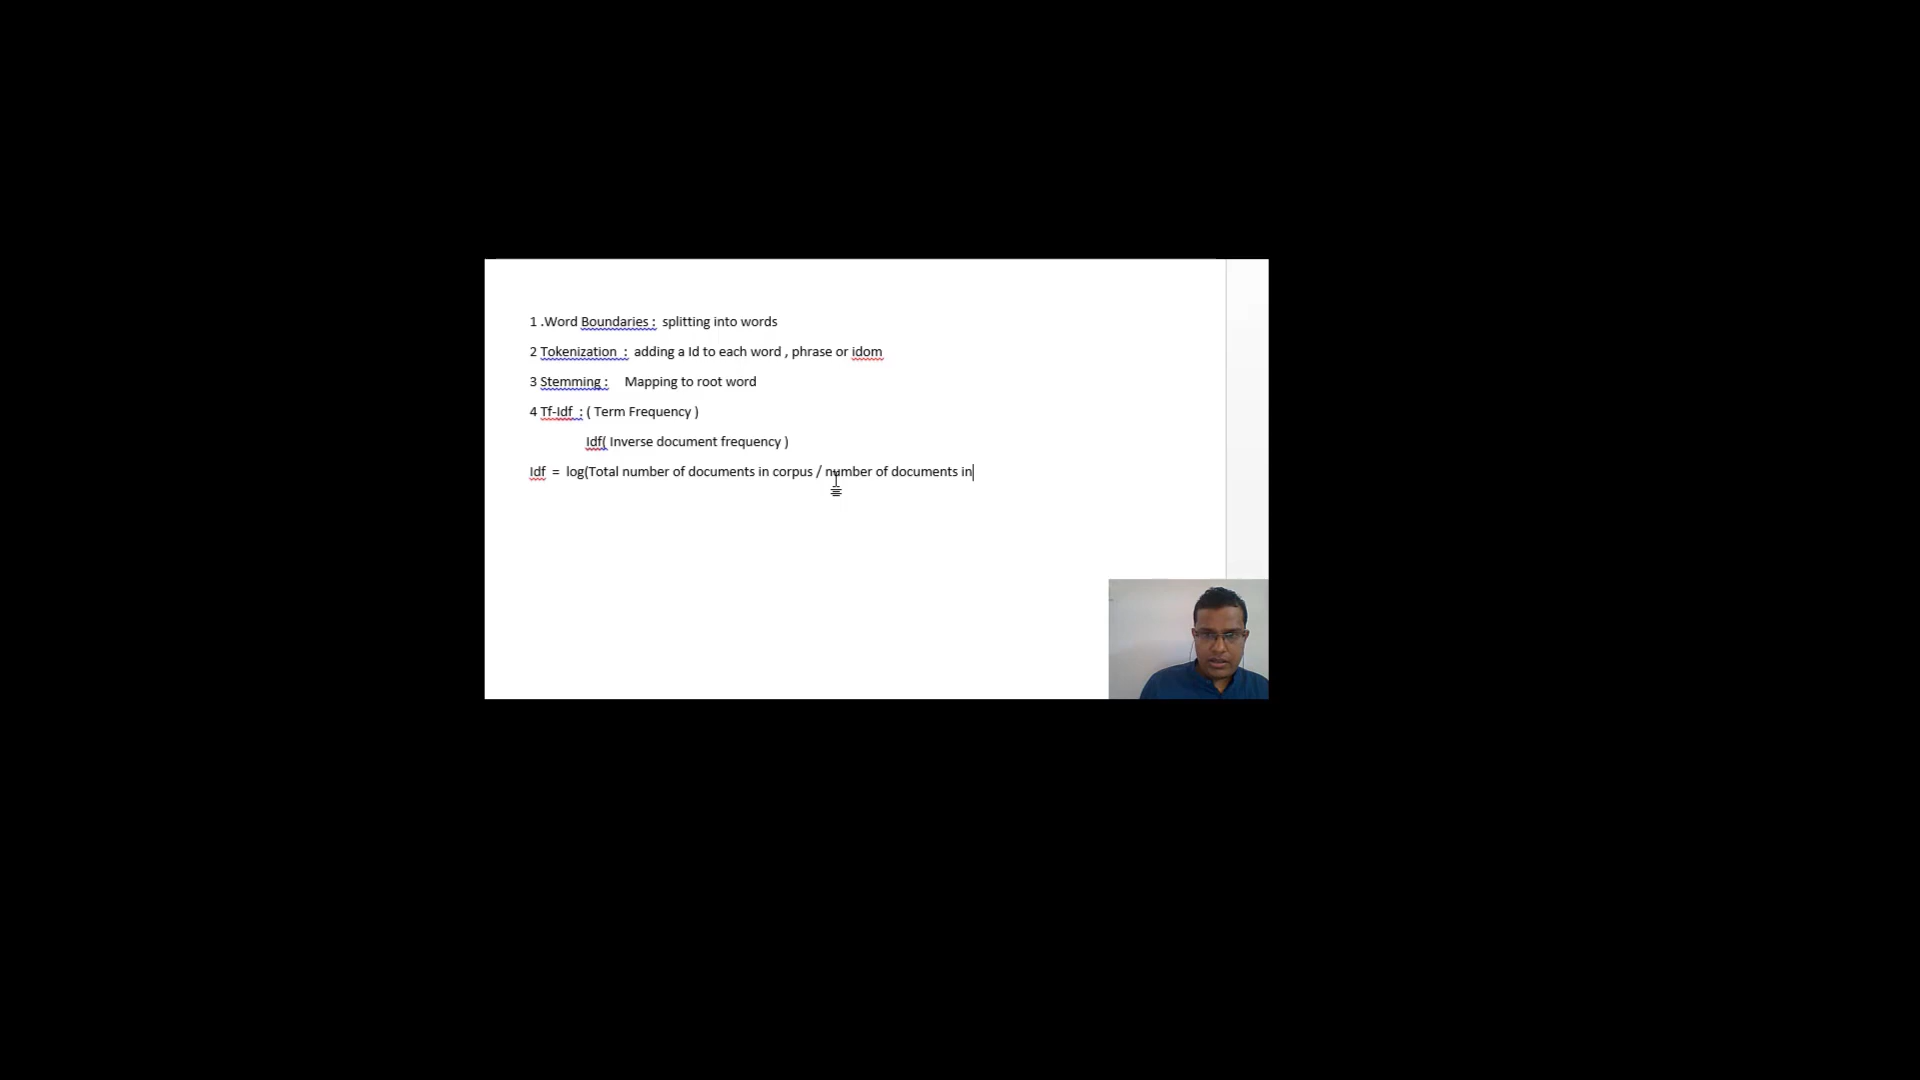 1 .Word Boundaries :  splitting into words
2 Tokenization  :  adding a Id to each word , phrase or idom
3 Stemming :    Mapping to root word
4 Tf-Idf  : ( Term Frequency )
Idf( Inverse document frequency )
Idf  =  log(Total number of documents in corpus / number of documents in